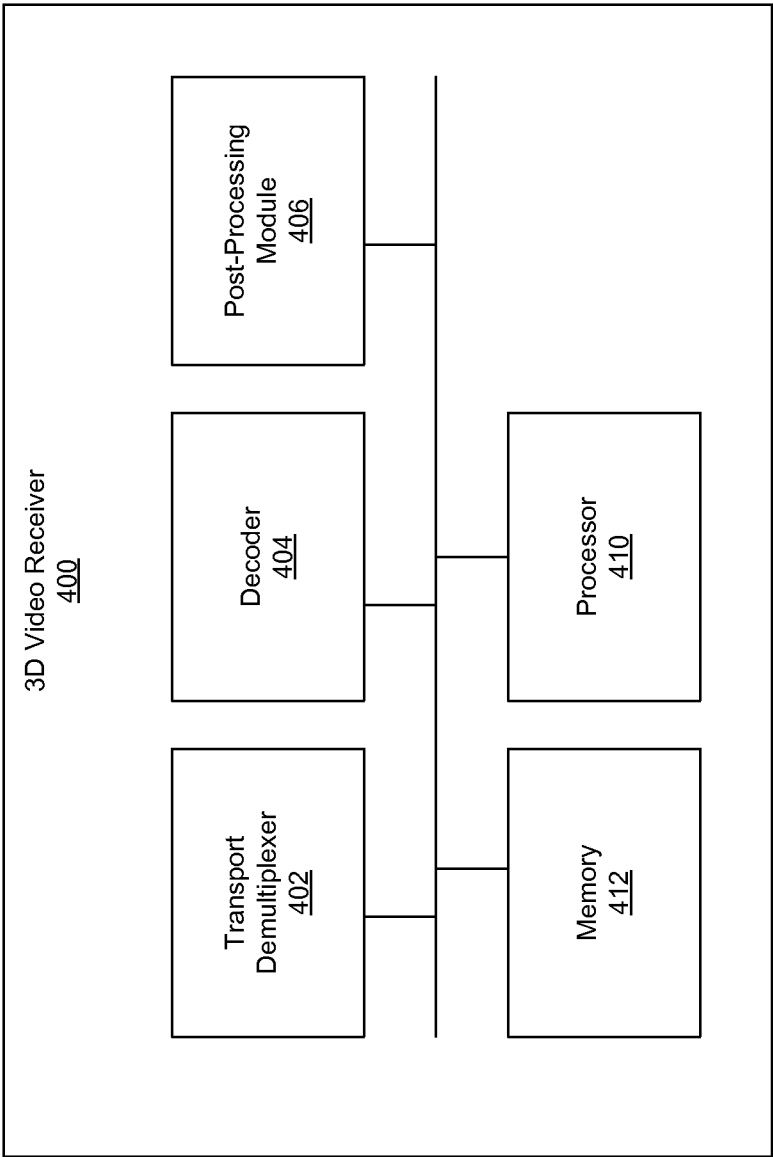 3D Video Receiver
400
Transport
Demultiplexer
402
Decoder
404
Post-Processing
Module
406
Memory
412
Processor
410